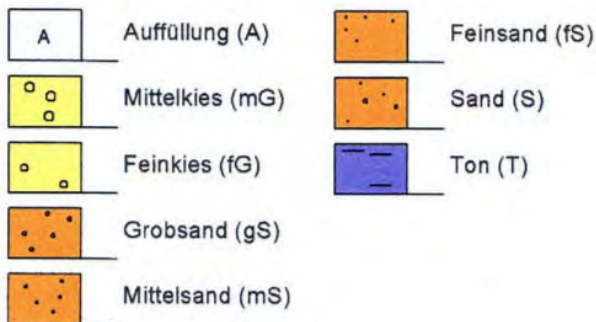 A
Auffüllung (A)
Mittelkies (mG)
Feinkies (fG)
Grobsand (gS)
Mittelsand (mS)
Feinsand (fS)
Sand (S)
Ton (T)